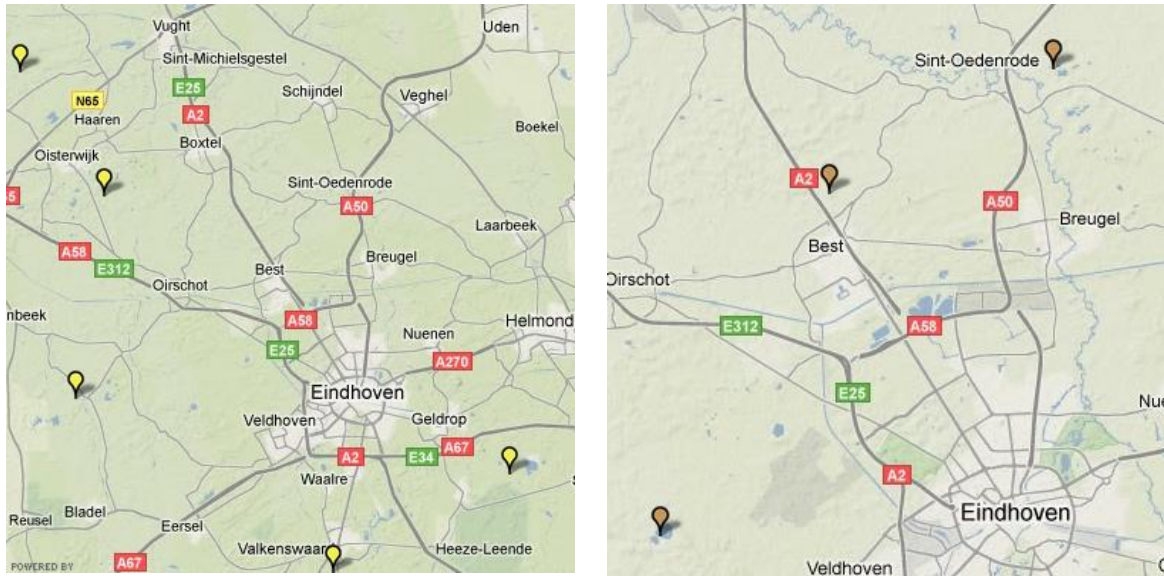 Vught
Uden
Sint-Michielsgestel
E25
Schijndel
Veghel
N65
A2
Haaren
Boekel
Boxtel
Oisterwijk
Sint-Oedenrode
A50
Laarbeek
A58
Breugel
E312
Best
Oirschot
A58
Helmond
Nuenen
E25
A270
Eindhoven
Veldhoven
Geldrop
A67
A2
E34
Waalre
Reusel
Bladel
Eersel
Valkenswaard
Heeze-Leende
A67
POWERED BY
Sint-Oedenrode
A2
A50
Breugel
Best
Oirschot
E312
A58
E25
A2
Eindhoven
Veldhoven